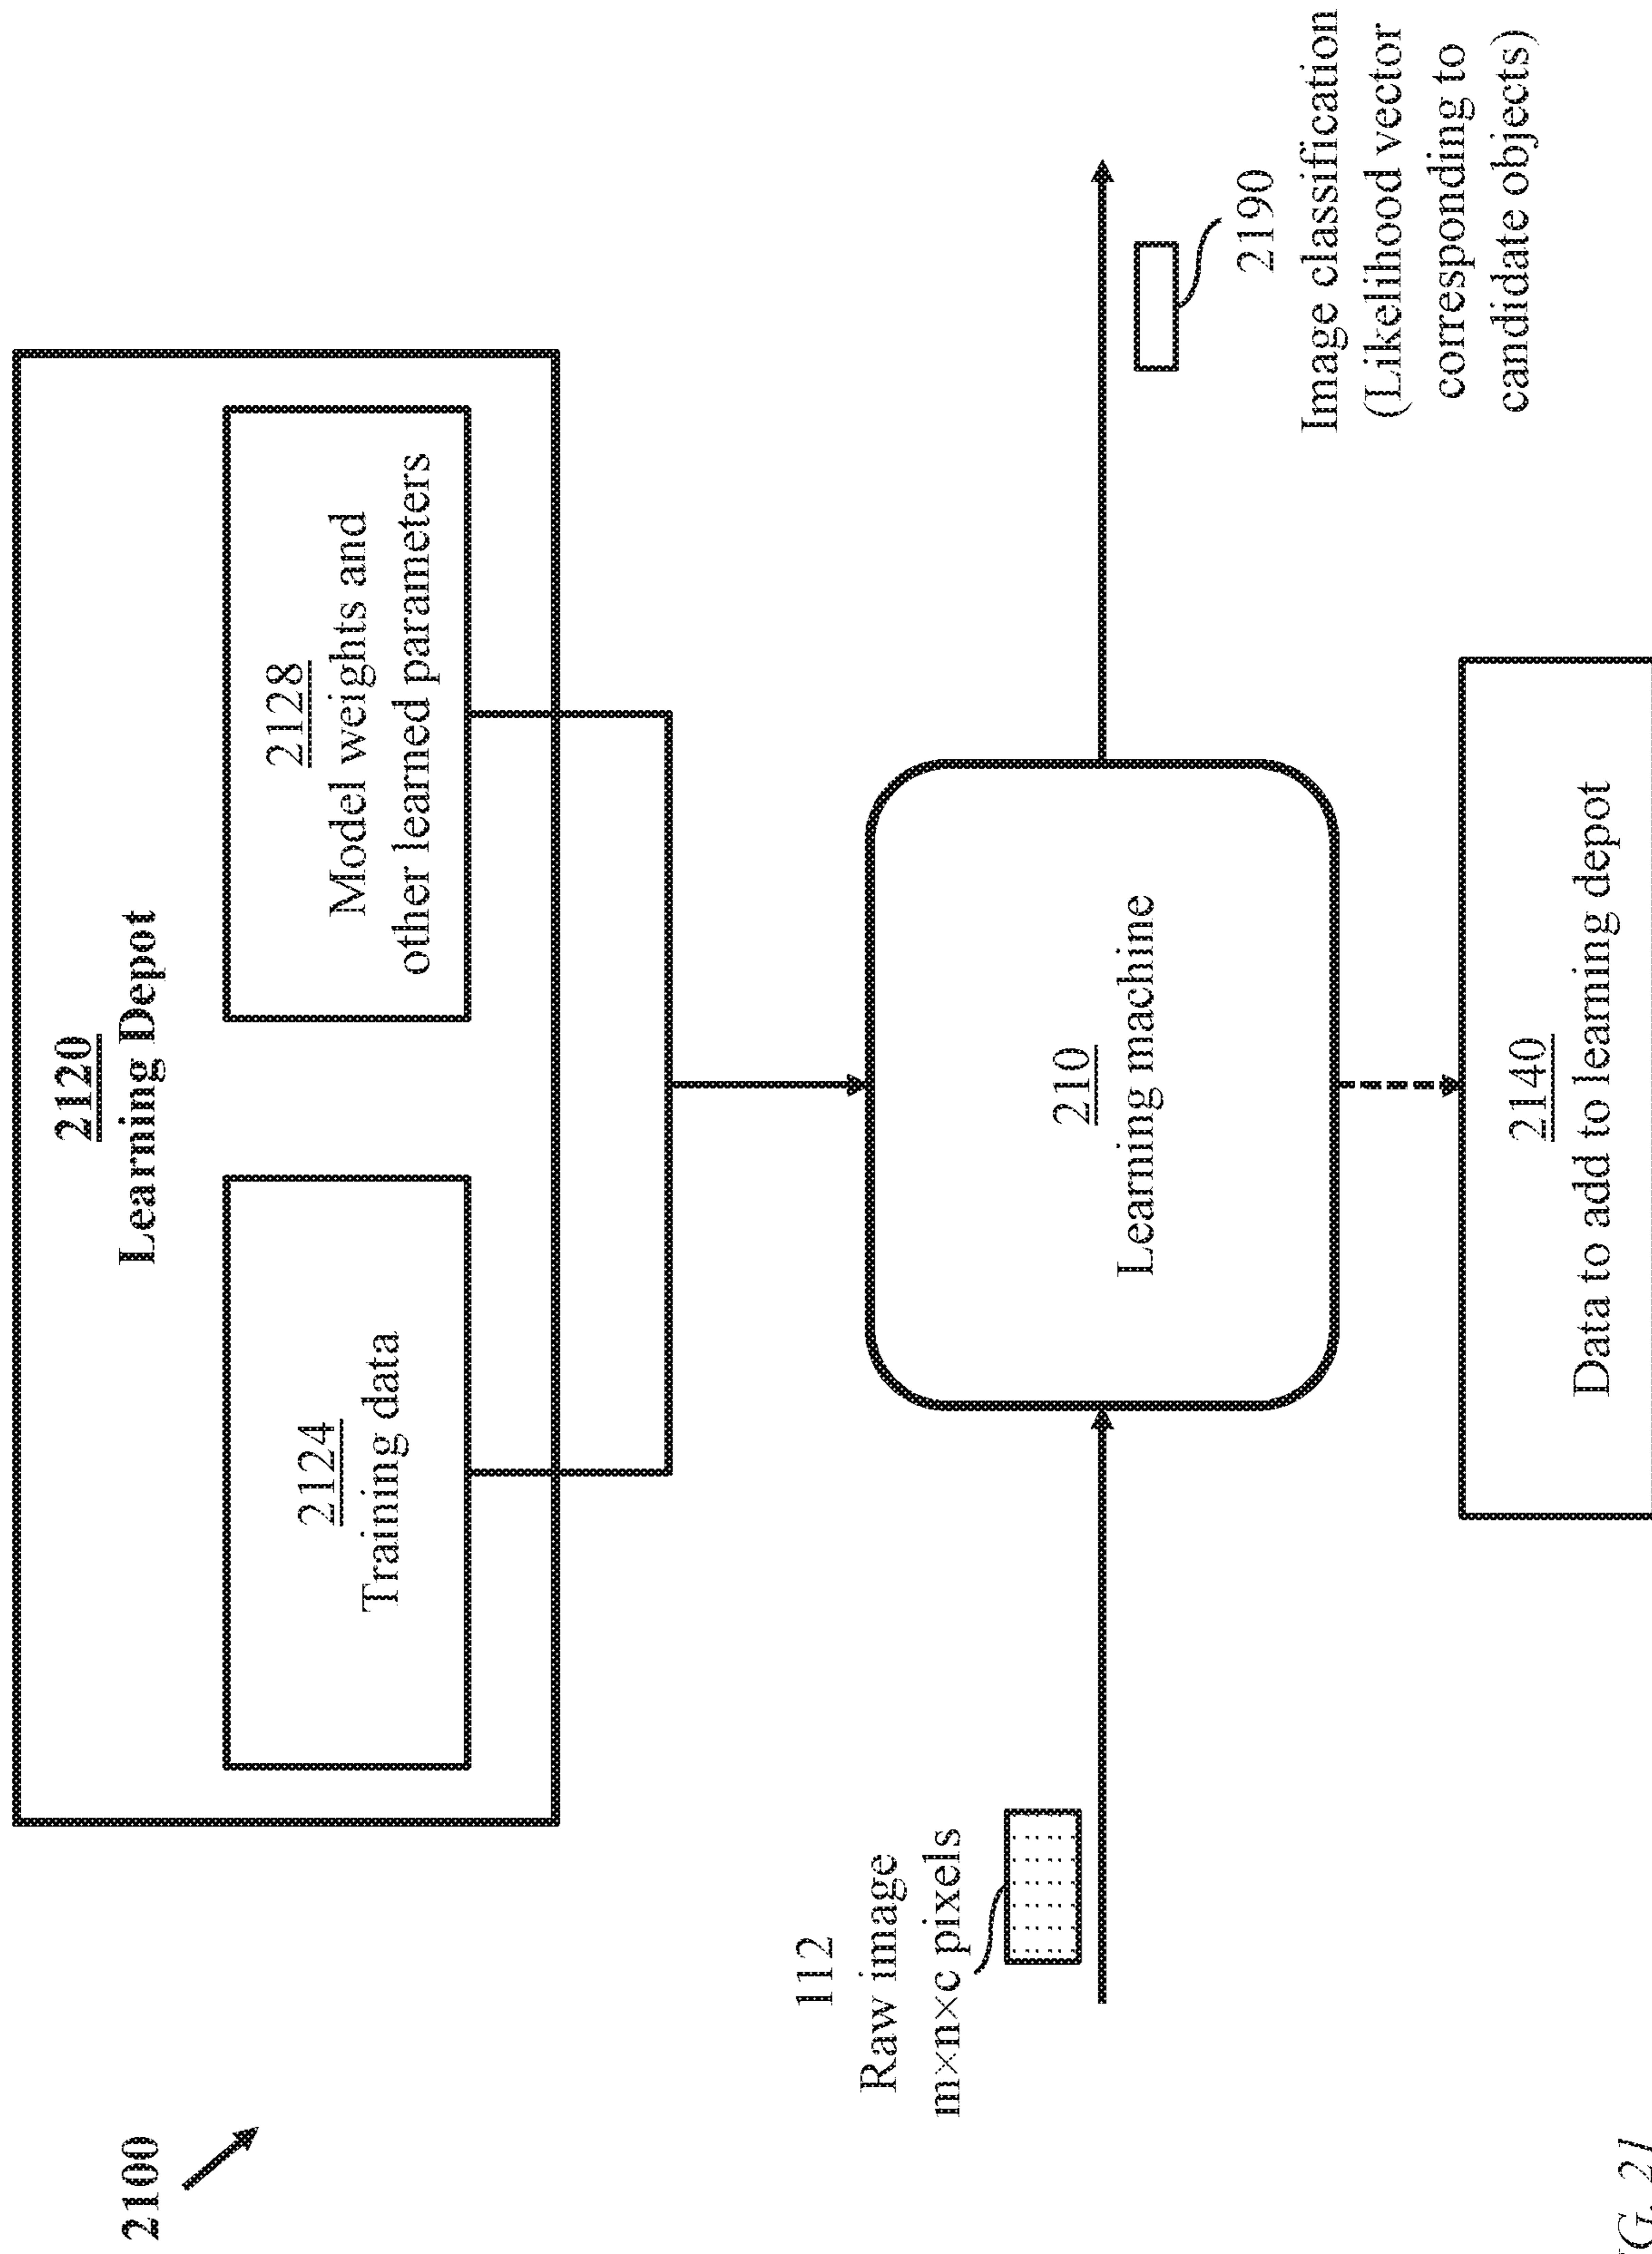 2100
2120
Learning Depot
2124
Training data
2128
Model weights and
other learned parameters
112
Raw image
m×n×c pixels
210
Learning machine
2190
Image classification
(Likelihood vector
corresponding to
candidate objects)
2140
Data to add to learning depot
21